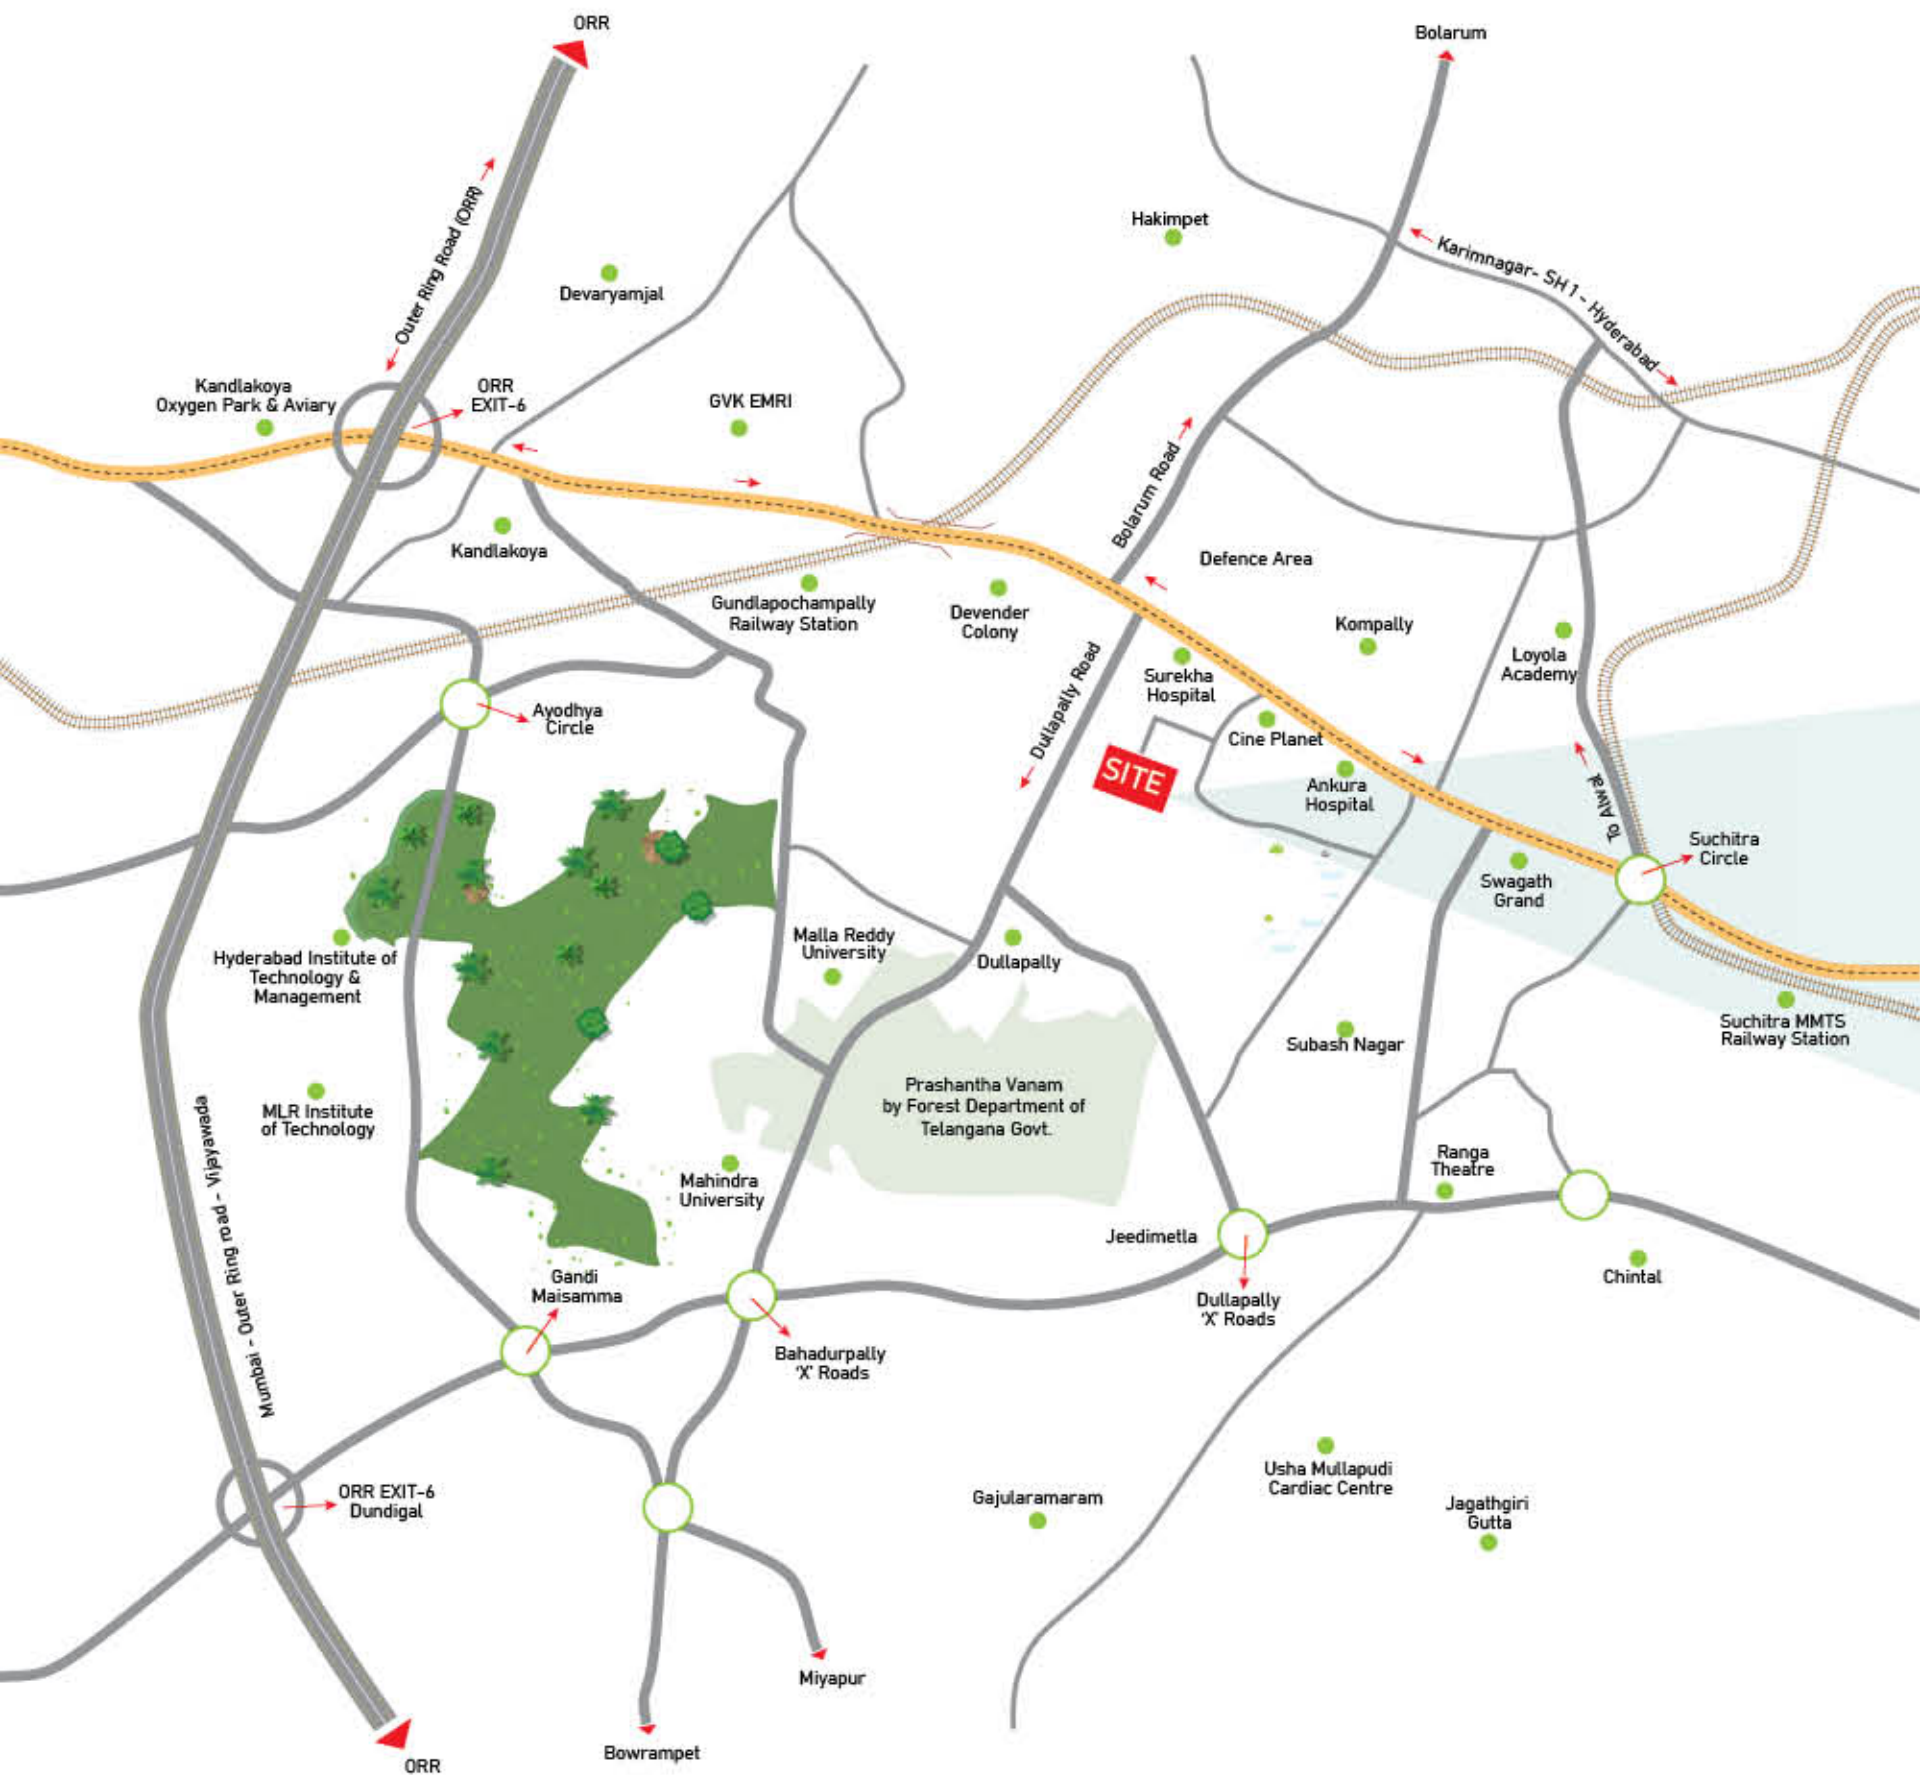 ORR
Bolarum
Outer Ring Road (ORR)
Hakimpet
Karimnagar- SH 1 - Hyderabad
Devaryamjal
Kandlakoya
Oxygen Park & Aviary
ORR
EXIT-6
GVK EMRI
Bolarum Road
Kandlakoya
Defence Area
Gundlapochampally
Railway Station
Devender
Colony
Kompally
Loyola
Academy
Surekha
Hospital
Dullapally Road
Ayodhya
Circle
Cine Planet
SITE
Ankura
Hospital
To Alwal
Suchitra
Circle
Swagath
Grand
Malla Reddy
University
Dullapally
Hyderabad Institute of
Technology &
Management
Suchitra MMTS
Railway Station
Subash Nagar
Prashantha Vanam
by Forest Department of
Telangana Govt.
MLR Institute
of Technology
Mumbai - Outer Ring road - Vijayawada
Ranga
Theatre
Mahindra
University
Jeedimetla
Chintal
Gandi
Maisamma
Dullapally
'X' Roads
Bahadurpally
'X' Roads
Usha Mullapudi
Cardiac Centre
ORR EXIT-6
Dundigal
Gajularamaram
Jagathgiri
Gutta
Miyapur
Bowrampet
ORR